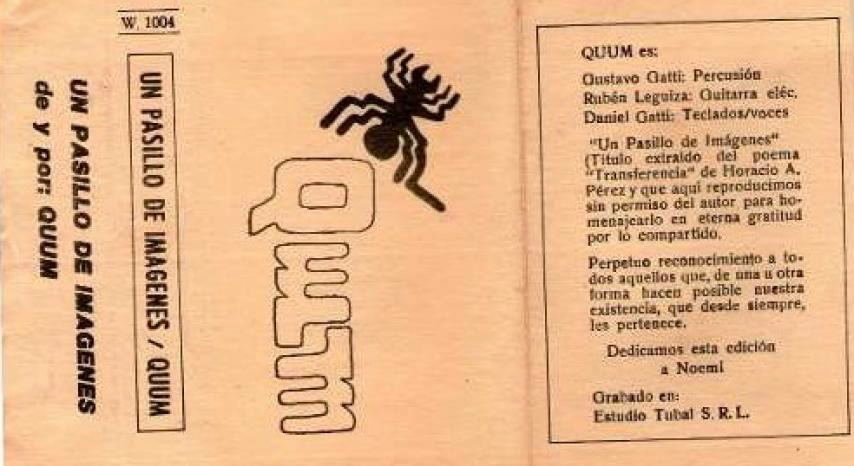 W. 1004
UN PASILLO DE IMAGENES
de y por: QUUM
UN PASILLO DE IMAGENES / QUUM
Quum
QUUM es:
Gustavo Gatti: Percusión
Rubén Leguiza: Guitarra eléc.
Daniel Gatti: Teclados/voces
"Un Pasillo de Imágenes"
(Título extraído del poema
"Transferencia" de Horacio A.
Pérez y que aquí reproducimos
sin permiso del autor para ho-
menajearlo en eterna gratitud
por lo compartido.
Perpetuo reconocimiento a to-
dos aquellos que, de una u otra
forma hacen posible nuestra
existencia, que desde siempre,
les pertenece.
Dedicamos esta edición
a Noemí
Grabado en:
Estudio Tubal S. R. L.